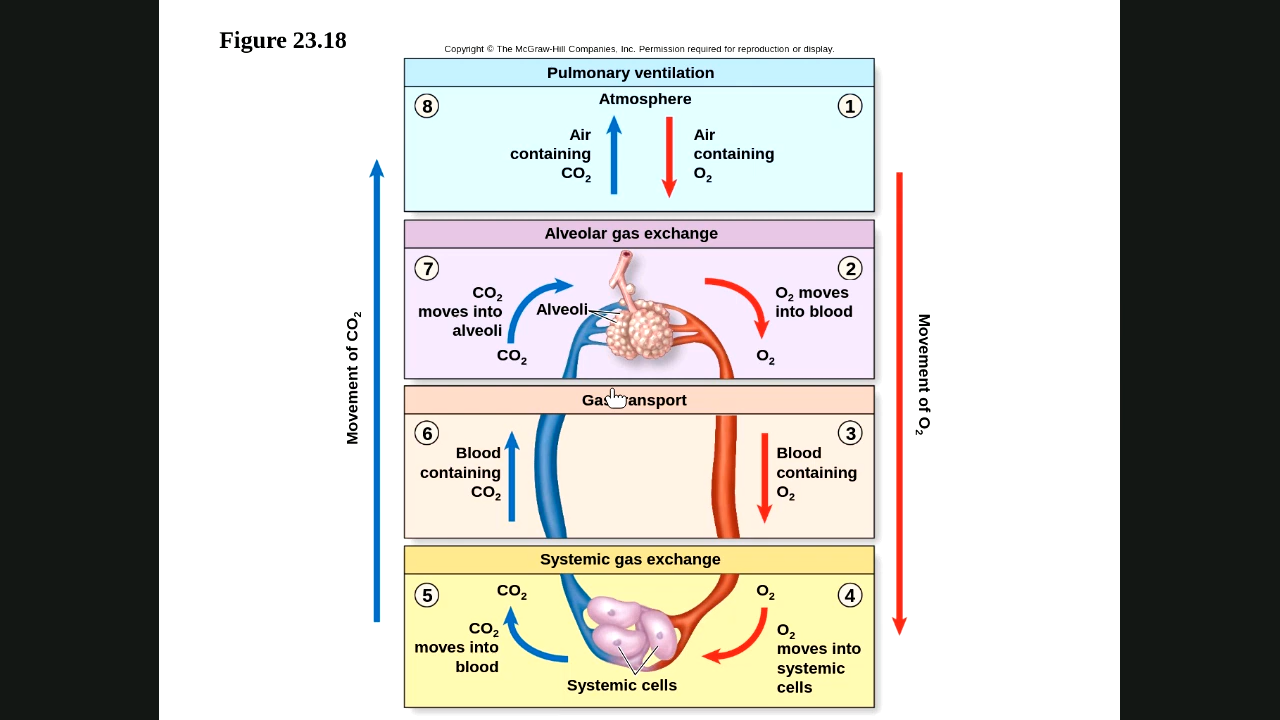 Figure 23.18
Copyright © The McGraw-Hill Companies, Inc. Permission required for reproduction or display.
Pulmonary ventilation
8
Atmosphere
1
Air
containing
CO₂
Air
containing
O₂
Alveolar gas exchange
7
2
CO₂
moves into
alveoli
CO₂
Alveoli
O₂ moves
into blood
O₂
Movement of CO₂
Movement of O₂
6
3
Blood
containing
CO₂
Blood
containing
O₂
Systemic gas exchange
5
4
CO₂
O₂
CO₂
moves into
blood
O₂
moves into
systemic
cells
Systemic cells